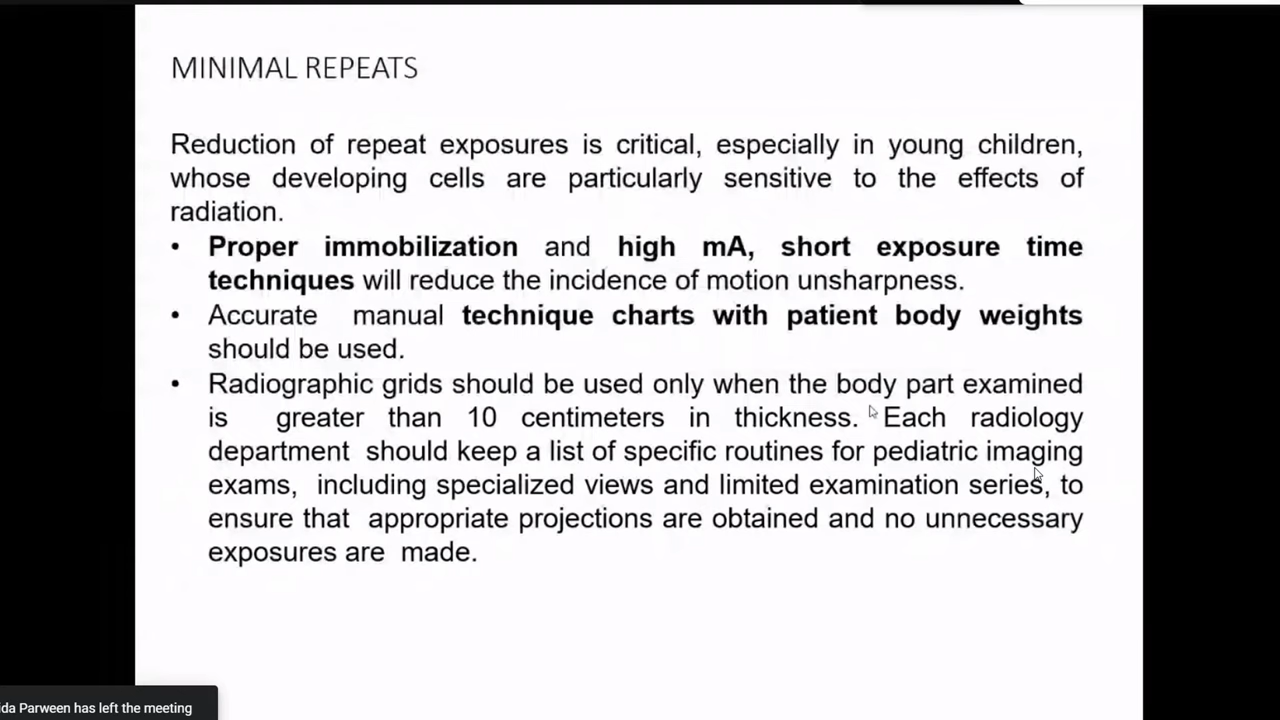 MINIMAL REPEATS
Reduction of repeat exposures is critical, especially in young children,
whose developing cells are particularly sensitive to the effects of
radiation.
• Proper immobilization and high mA, short exposure time
techniques will reduce the incidence of motion unsharpness.
• Accurate manual technique charts with patient body weights
should be used.
• Radiographic grids should be used only when the body part examined
is greater than 10 centimeters in thickness. Each radiology
department should keep a list of specific routines for pediatric imaging
exams, including specialized views and limited examination series, to
ensure that appropriate projections are obtained and no unnecessary
exposures are made.
Parween has left the meeting